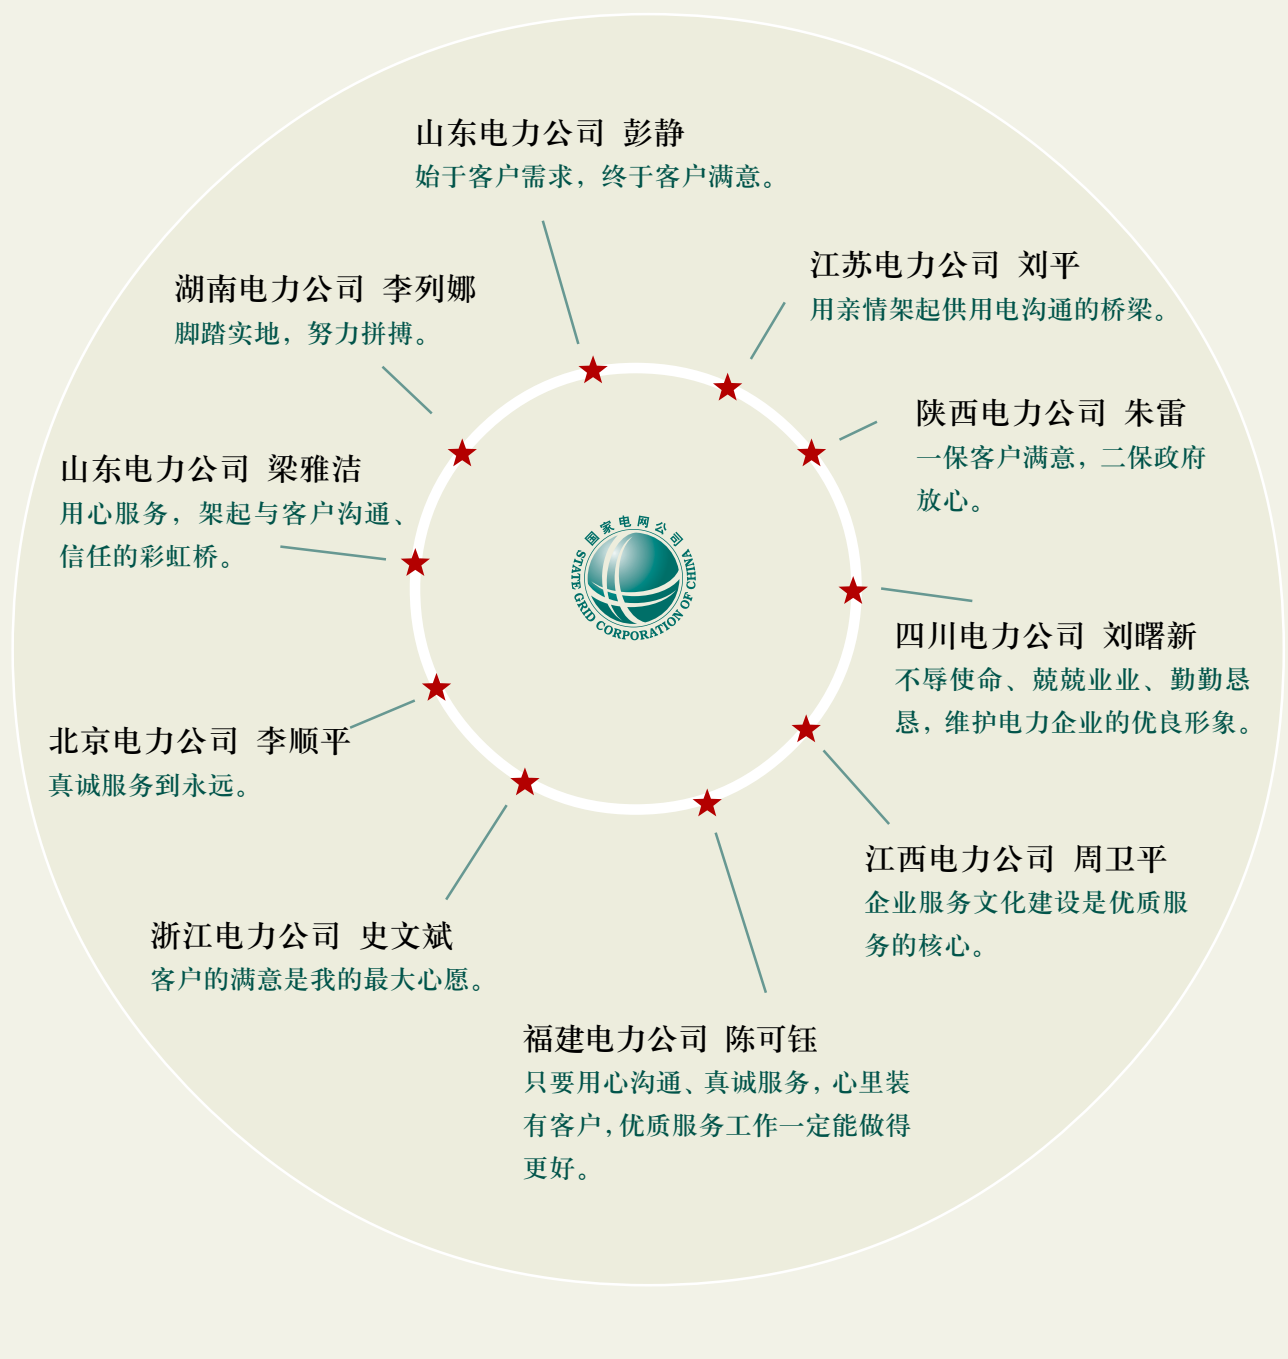 山东电力公司 彭静
始于客户需求，终于客户满意。
江苏电力公司 刘平
用亲情架起供用电沟通的桥梁。
湖南电力公司 李列娜
脚踏实地，努力拼搏。
陕西电力公司 朱雷
一保客户满意，二保政府
放心。
山东电力公司 梁雅洁
用心服务，架起与客户沟通、
信任的彩虹桥。
国家电网公司
STATE GRID CORPORATION OF CHINA
四川电力公司 刘曙新
不辱使命、兢兢业业、勤勤恳
恳，维护电力企业的优良形象。
北京电力公司 李顺平
真诚服务到永远。
江西电力公司 周卫平
企业服务文化建设是优质服
务的核心。
浙江电力公司 史文斌
客户的满意是我的最大心愿。
福建电力公司 陈可钰
只要用心沟通、真诚服务，心里装
有客户，优质服务工作一定能做得
更好。